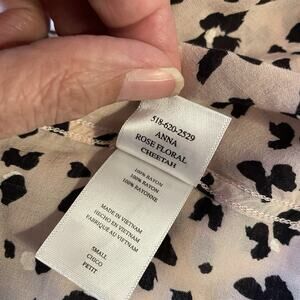 518-620-2529
ANNA
ROSE FLORAL
CHEETAH
100% RAYON
100% RAYON
100% RAYONNE
MADE IN VIETNAM
HECHO EN VIETNAM
FABRIQUÉ AU VIETNAM
SMALL
CHICO
PETIT